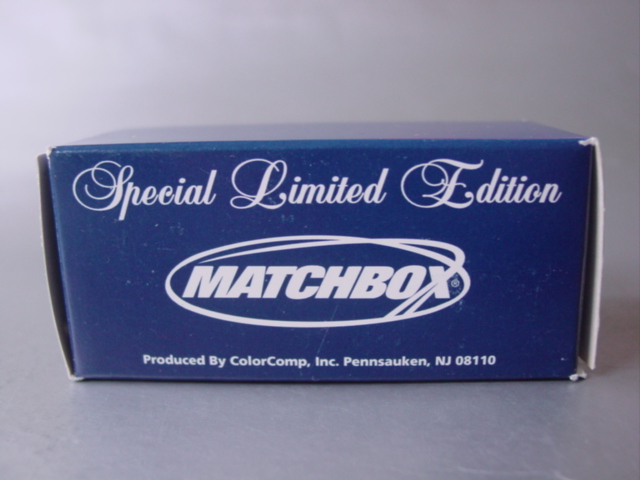 Special Limited Edition
MATCHBOX®
Produced By ColorComp, Inc. Pennsauken, NJ 08110